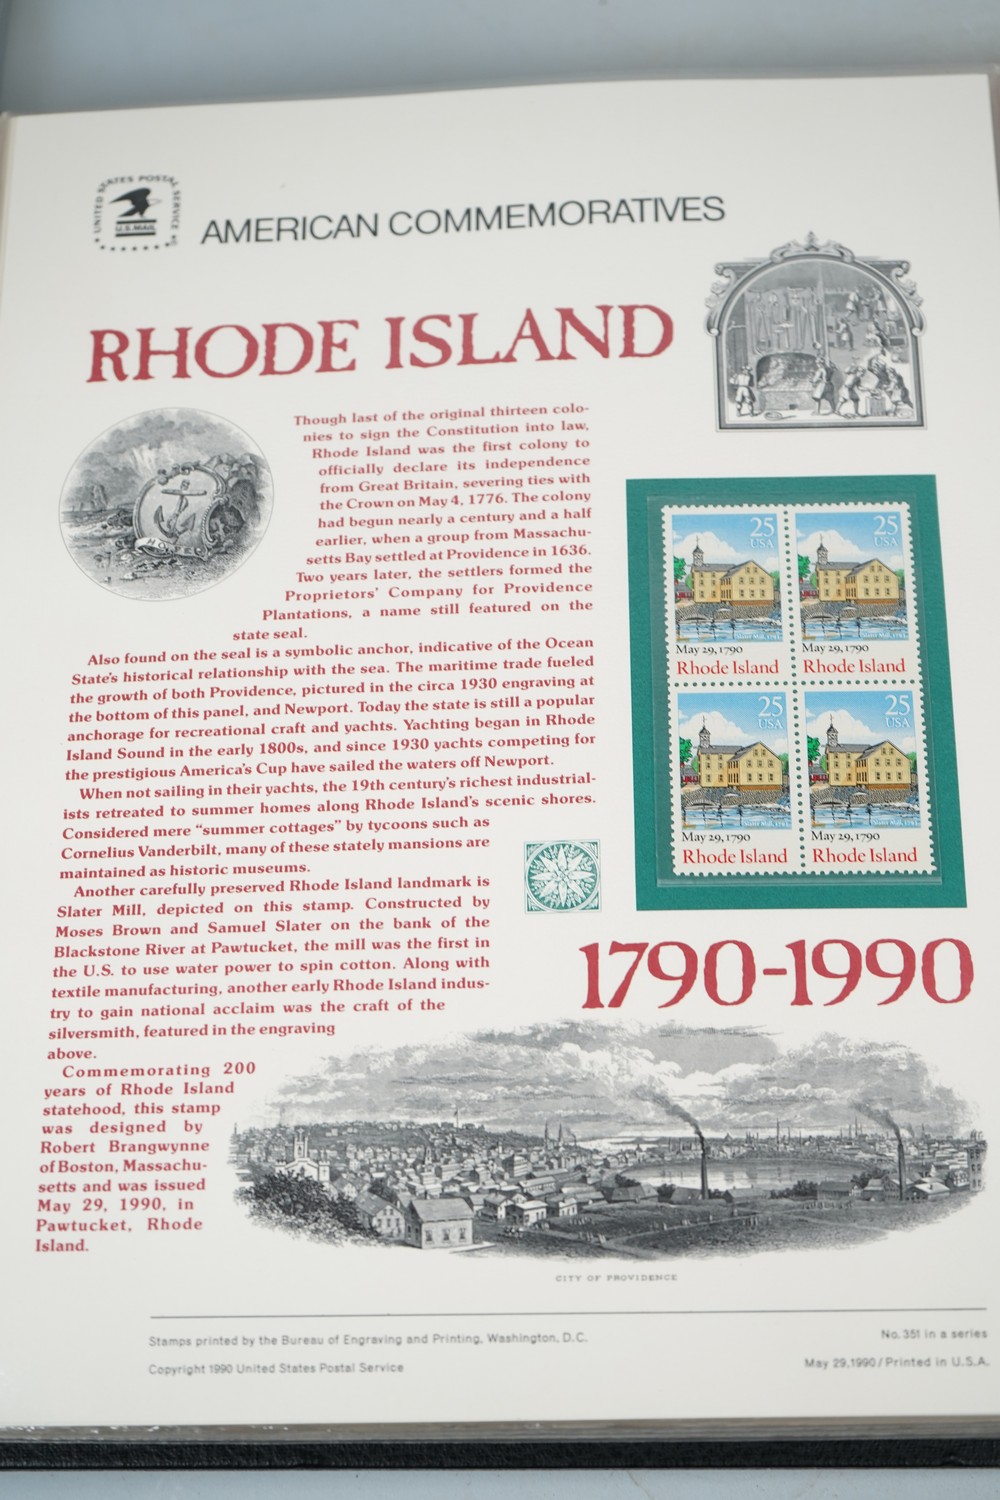 UNITED STATES POSTAL SERVICE
U.S. MAIL
AMERICAN COMMEMORATIVES
RHODE ISLAND
Though last of the original thirteen colo-
nies to sign the Constitution into law,
Rhode Island was the first colony to
officially declare its independence
from Great Britain, severing ties with
the Crown on May 4, 1776. The colony
had begun nearly a century and a half
earlier, when a group from Massachu-
setts Bay settled at Providence in 1636.
Two years later, the settlers formed the
Proprietors' Company for Providence
Plantations, a name still featured on the
state seal.
Also found on the seal is a symbolic anchor, indicative of the Ocean
State's historical relationship with the sea. The maritime trade fueled
the growth of both Providence, pictured in the circa 1930 engraving at
the bottom of this panel, and Newport. Today the state is still a popular
anchorage for recreational craft and yachts. Yachting began in Rhode
Island Sound in the early 1800s, and since 1930 yachts competing for
the prestigious America's Cup have sailed the waters off Newport.
When not sailing in their yachts, the 19th century's richest industrial-
ists retreated to summer homes along Rhode Island's scenic shores.
Considered mere "summer cottages" by tycoons such as
Cornelius Vanderbilt, many of these stately mansions are
maintained as historic museums.
Another carefully preserved Rhode Island landmark is
Slater Mill, depicted on this stamp. Constructed by
Moses Brown and Samuel Slater on the bank of the
Blackstone River at Pawtucket, the mill was the first in
the U.S. to use water power to spin cotton. Along with
textile manufacturing, another early Rhode Island indus-
try to gain national acclaim was the craft of the
silversmith, featured in the engraving
above.
Commemorating 200
years of Rhode Island
statehood, this stamp
was designed by
Robert Brangwynne
of Boston, Massachu-
setts and was issued
May 29, 1990, in
Pawtucket, Rhode
Island.
25
USA
Slater Mill, 1793
May 29, 1790
Rhode Island
25
USA
Slater Mill, 1793
May 29, 1790
Rhode Island
25
USA
Slater Mill, 1793
May 29, 1790
Rhode Island
25
USA
Slater Mill, 1793
May 29, 1790
Rhode Island
1790-1990
CITY OF PROVIDENCE
Stamps printed by the Bureau of Engraving and Printing, Washington, D.C.
Copyright 1990 United States Postal Service
No. 351 in a series
May 29, 1990/Printed in U.S.A.